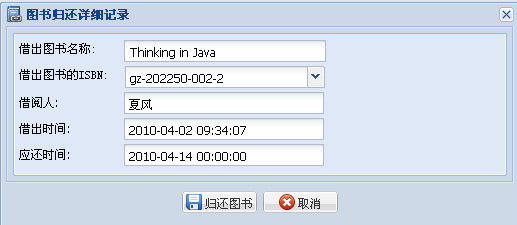 图书归还详细记录
借出图书名称: Thinking in Java
借出图书的ISBN: gz-202250-002-2
借阅人: 夏风
借出时间: 2010-04-02 09:34:07
应还时间: 2010-04-14 00:00:00
归还图书 取消